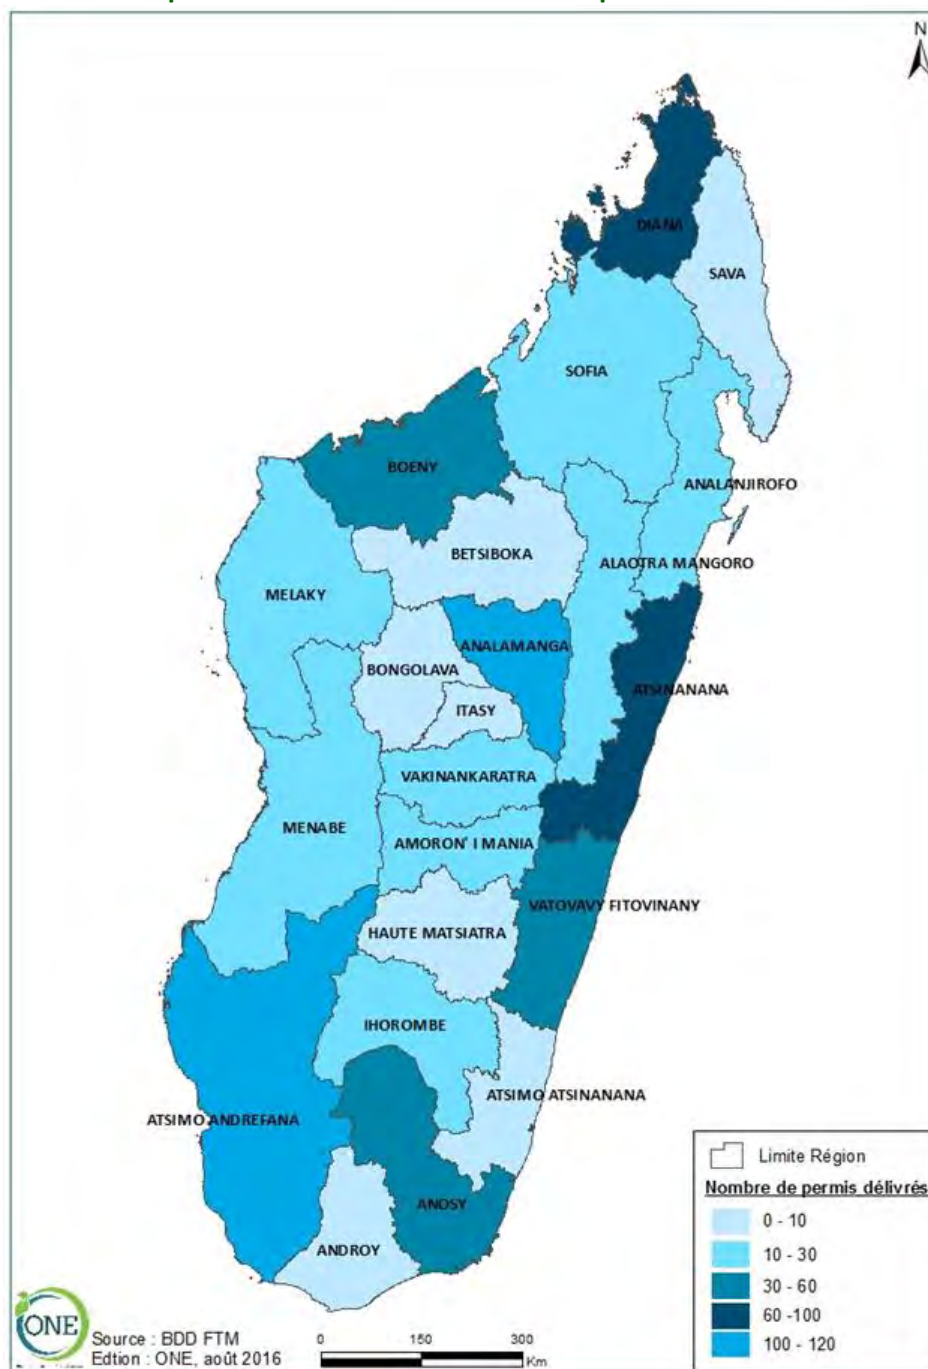 N
DIANA
SAVA
SOFIA
BOENY
ANALANJIROFO
BETSIBOKA
ALAOTRA MANGORO
MELAKY
ANALAMANGA
BONGOLAVA
ATSINANANA
ITASY
VAKINANKARATRA
MENABE
AMORON' I MANIA
VATOVAVY FITOVINANY
HAUTE MATSIATRA
IHOROMBE
ATSIMO ATSINANANA
ATSIMO ANDREFANA
ANOSY
ANDROY
Limite Région
Nombre de permis délivrés
0 - 10
10 - 30
30 - 60
60 -100
100 - 120
ONE
Source : BDD FTM
Edtion : ONE, août 2016
0 150 300
Km